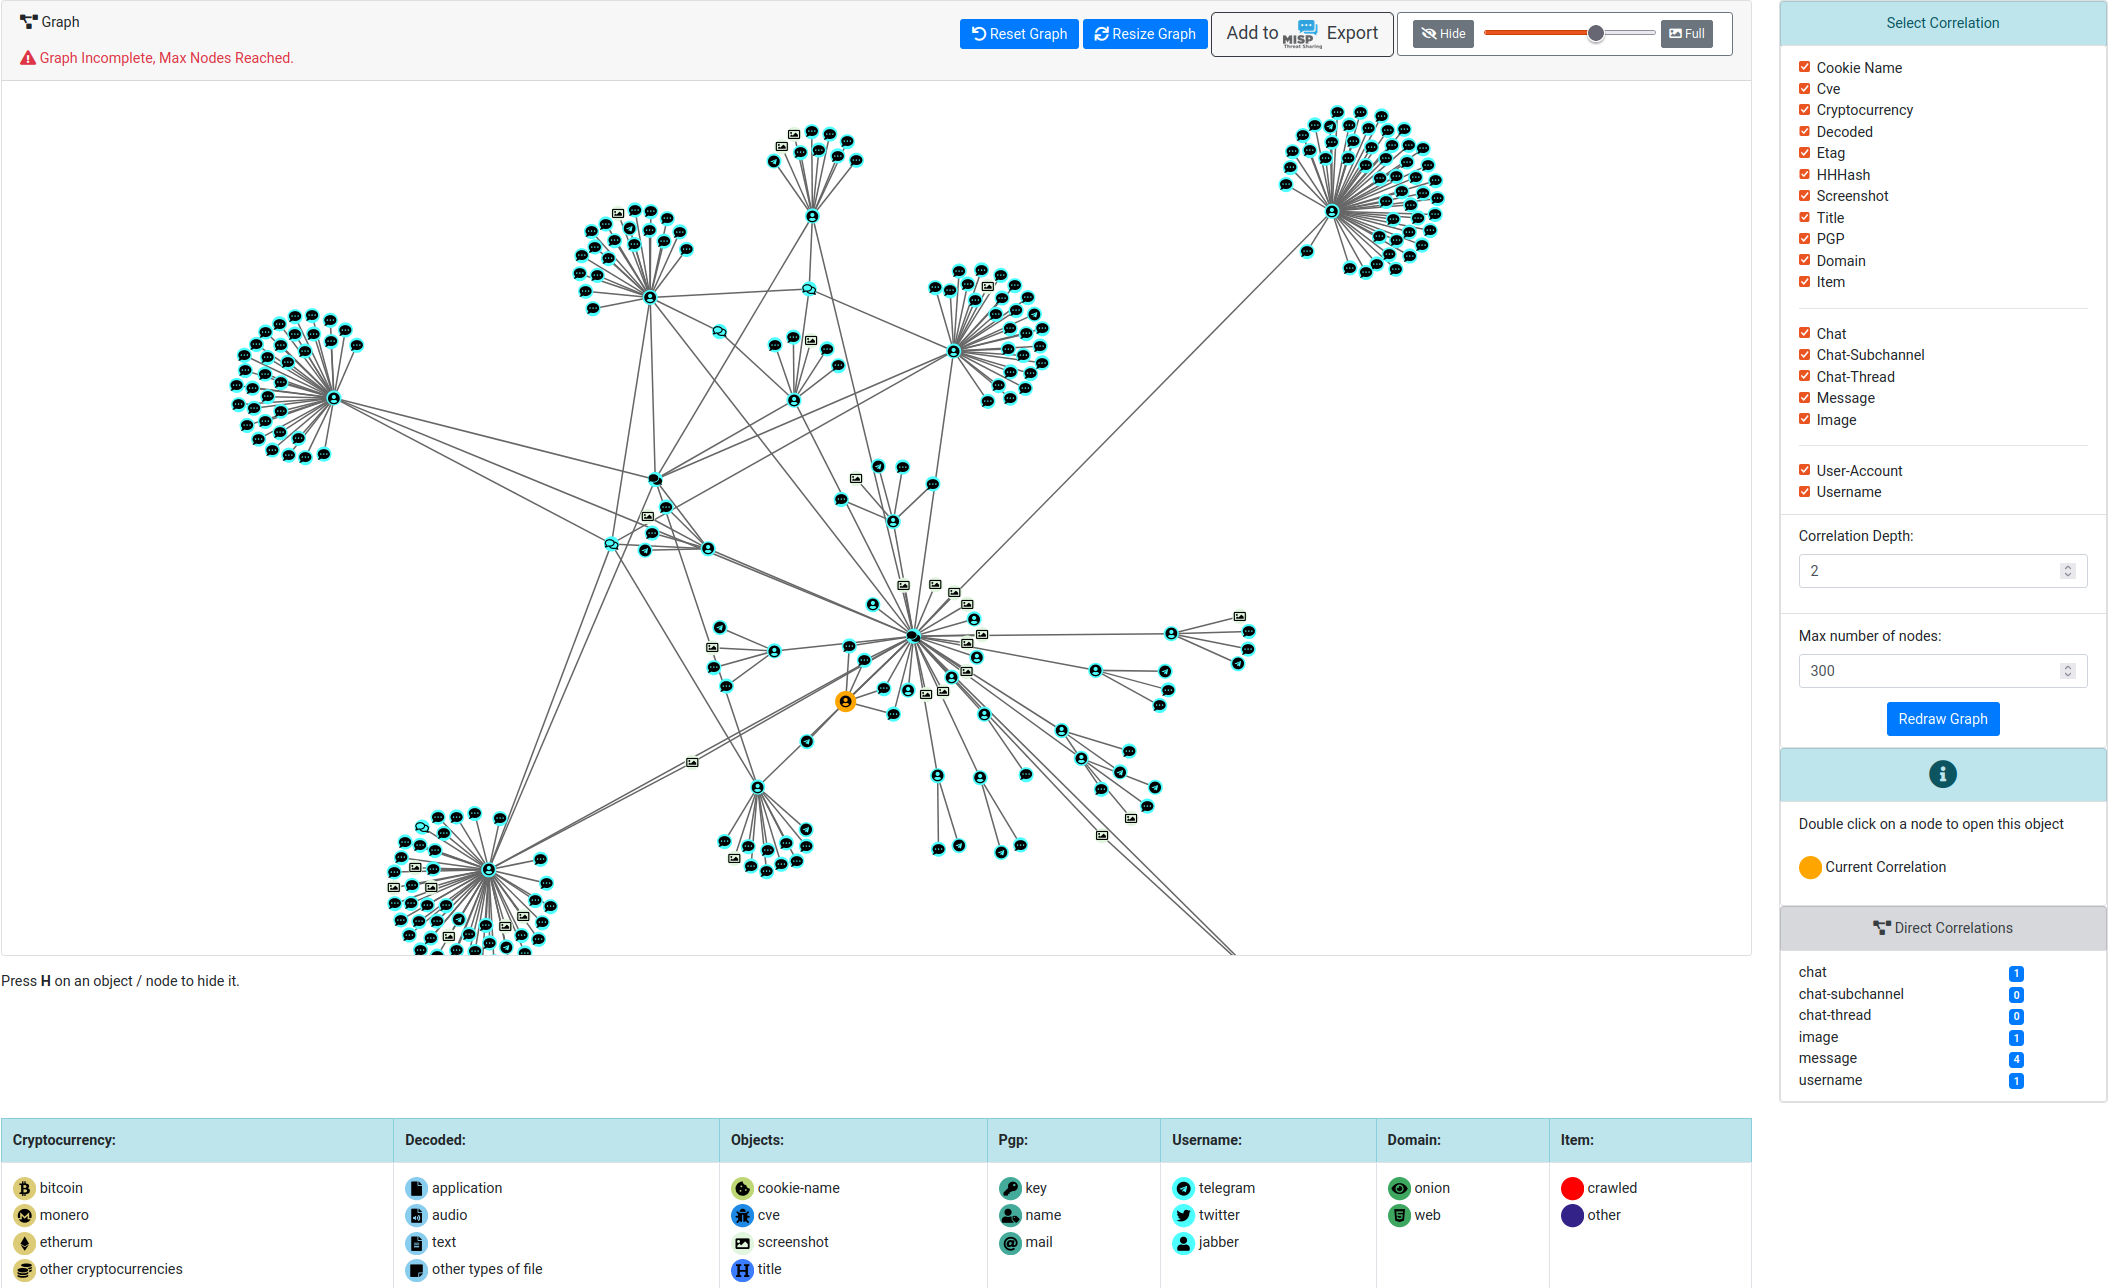 Graph
Graph Incomplete, Max Nodes Reached.
Reset Graph
Resize Graph
Add to MISP Threat Sharing Export
Hide
Full
Press H on an object / node to hide it.
Select Correlation
Cookie Name
Cve
Cryptocurrency
Decoded
Etag
HHHash
Screenshot
Title
PGP
Domain
Item
Chat
Chat-Subchannel
Chat-Thread
Message
Image
User-Account
Username
Correlation Depth:
2
Max number of nodes:
300
Redraw Graph
Double click on a node to open this object
Current Correlation
Direct Correlations
chat 1
chat-subchannel 0
chat-thread 0
image 1
message 4
username 1
Cryptocurrency:
bitcoin
monero
etherum
other cryptocurrencies
Decoded:
application
audio
text
other types of file
Objects:
cookie-name
cve
screenshot
title
Pgp:
key
name
mail
Username:
telegram
twitter
jabber
Domain:
onion
web
Item:
crawled
other